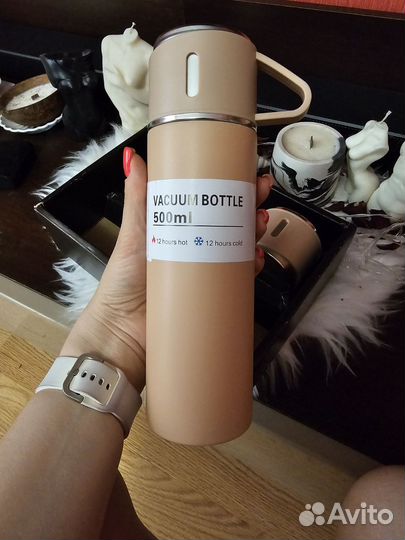 VACUUM BOTTLE
500ml
12 hours hot 12 hours cold
Avito